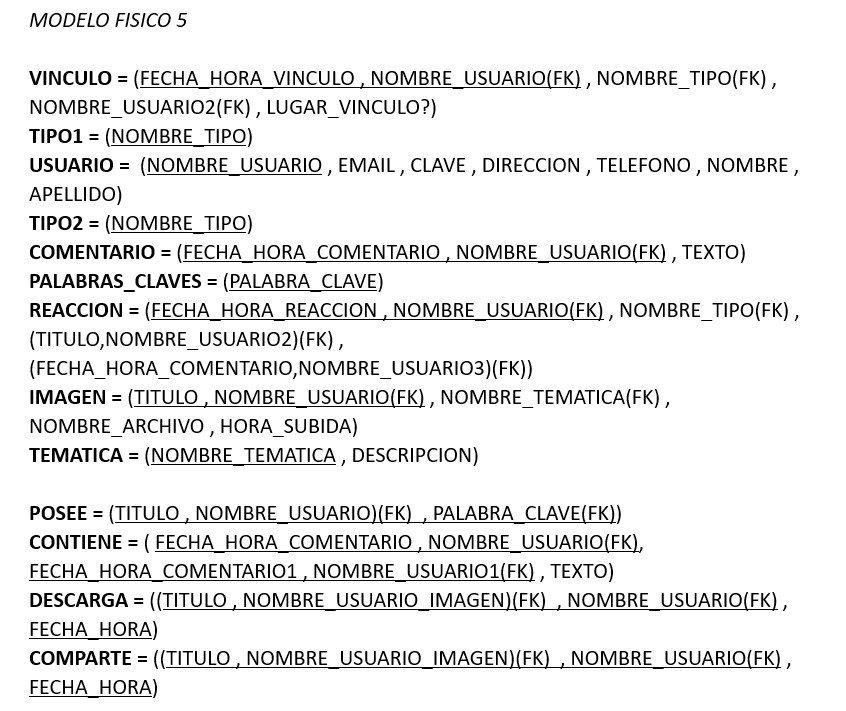 MODELO FISICO 5
VINCULO = (FECHA_HORA_VINCULO , NOMBRE_USUARIO(FK) , NOMBRE_TIPO(FK) ,
NOMBRE_USUARIO2(FK) , LUGAR_VINCULO?)
TIPO1 = (NOMBRE_TIPO)
USUARIO = (NOMBRE_USUARIO , EMAIL , CLAVE , DIRECCION , TELEFONO , NOMBRE ,
APELLIDO)
TIPO2 = (NOMBRE_TIPO)
COMENTARIO = (FECHA_HORA_COMENTARIO , NOMBRE_USUARIO(FK) , TEXTO)
PALABRAS_CLAVES = (PALABRA_CLAVE)
REACCION = (FECHA_HORA_REACCION , NOMBRE_USUARIO(FK) , NOMBRE_TIPO(FK) ,
(TITULO,NOMBRE_USUARIO2)(FK) ,
(FECHA_HORA_COMENTARIO,NOMBRE_USUARIO3)(FK))
IMAGEN = (TITULO , NOMBRE_USUARIO(FK) , NOMBRE_TEMATICA(FK) ,
NOMBRE_ARCHIVO , HORA_SUBIDA)
TEMATICA = (NOMBRE_TEMATICA , DESCRIPCION)
POSEE = (TITULO , NOMBRE_USUARIO)(FK) , PALABRA_CLAVE(FK))
CONTIENE = ( FECHA_HORA_COMENTARIO , NOMBRE_USUARIO(FK),
FECHA_HORA_COMENTARIO1 , NOMBRE_USUARIO1(FK) , TEXTO)
DESCARGA = ((TITULO , NOMBRE_USUARIO_IMAGEN)(FK) , NOMBRE_USUARIO(FK) ,
FECHA_HORA)
COMPARTE = ((TITULO , NOMBRE_USUARIO_IMAGEN)(FK) , NOMBRE_USUARIO(FK) ,
FECHA_HORA)